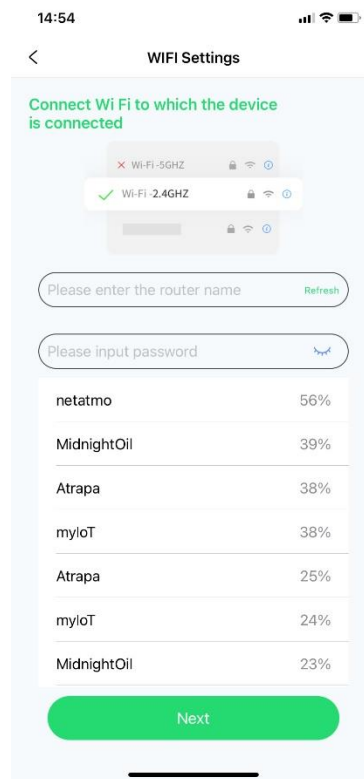 14:54
WIFI Settings
Connect Wi Fi to which the device
is connected
Wi-Fi -5GHZ
Wi-Fi -2.4GHZ
Please enter the router name Refresh
Please input password
netatmo 56%
MidnightOil 39%
Atrapa 38%
myIoT 38%
Atrapa 25%
myIoT 24%
MidnightOil 23%
Next